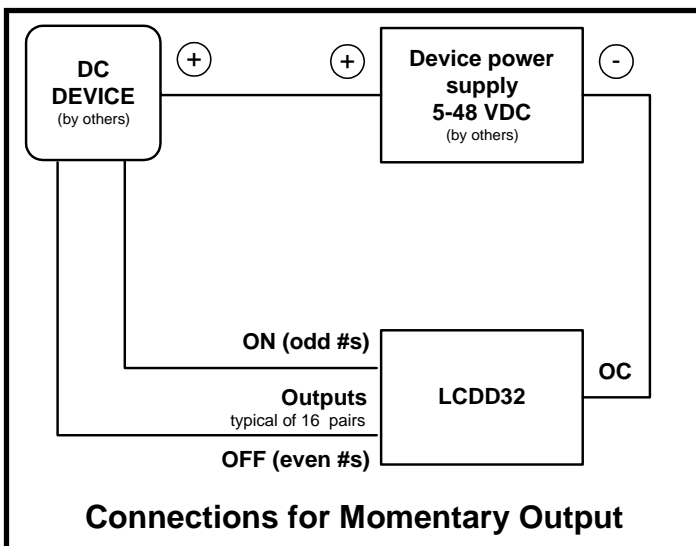 DC
DEVICE
(by others)
+
+
Device power
supply
5-48 VDC
(by others)
-
ON (odd #s)
Outputs
typical of 16 pairs
OFF (even #s)
LCDD32
OC
Connections for Momentary Output